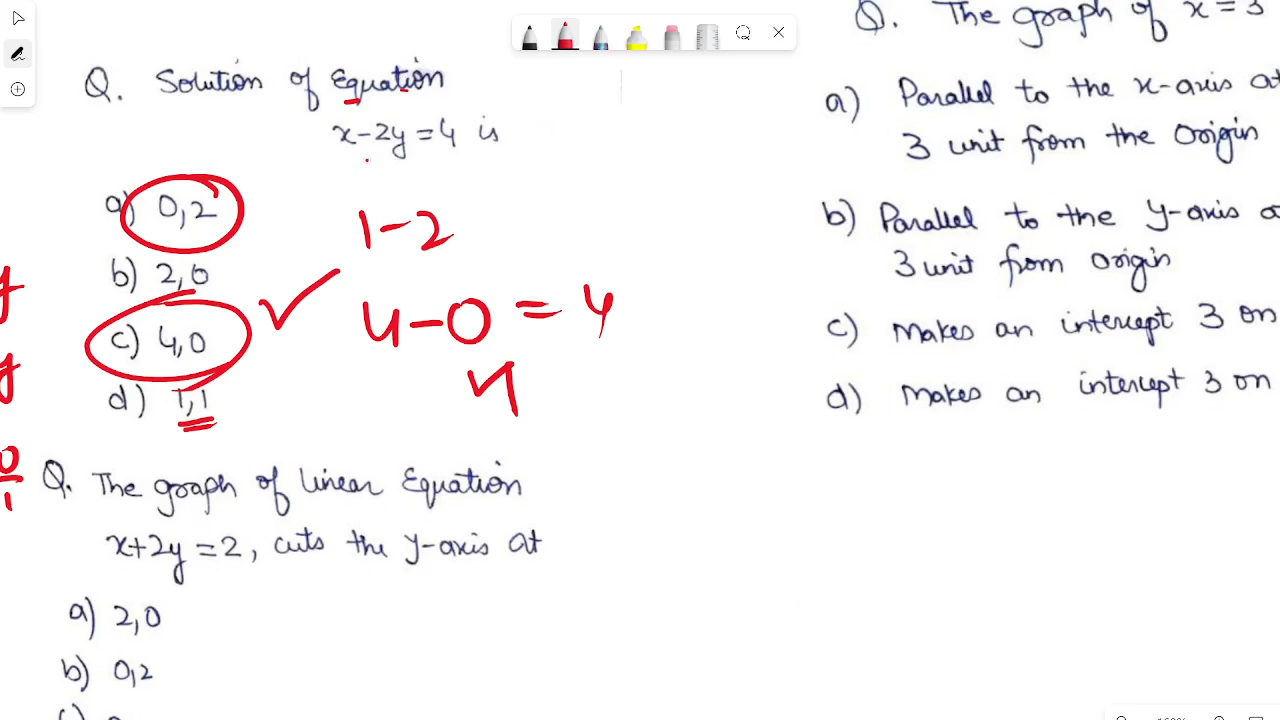 Q. Solution of Equation
x-2y=4 is
a) 0,2
b) 2,0
c) 4,0
d) 1,1
1-2
4-0=4
4
y
y
0
1
Q. The graph of linear Equation
x+2y=2, cuts the y-axis at
a) 2,0
b) 0,2
Q. The graph of x=3
a) Parallel to the x-axis at
3 unit from the origin
b) Parallel to the y-axis a
3 unit from origin
c) Makes an intercept 3 on
d) Makes an intercept 3 on